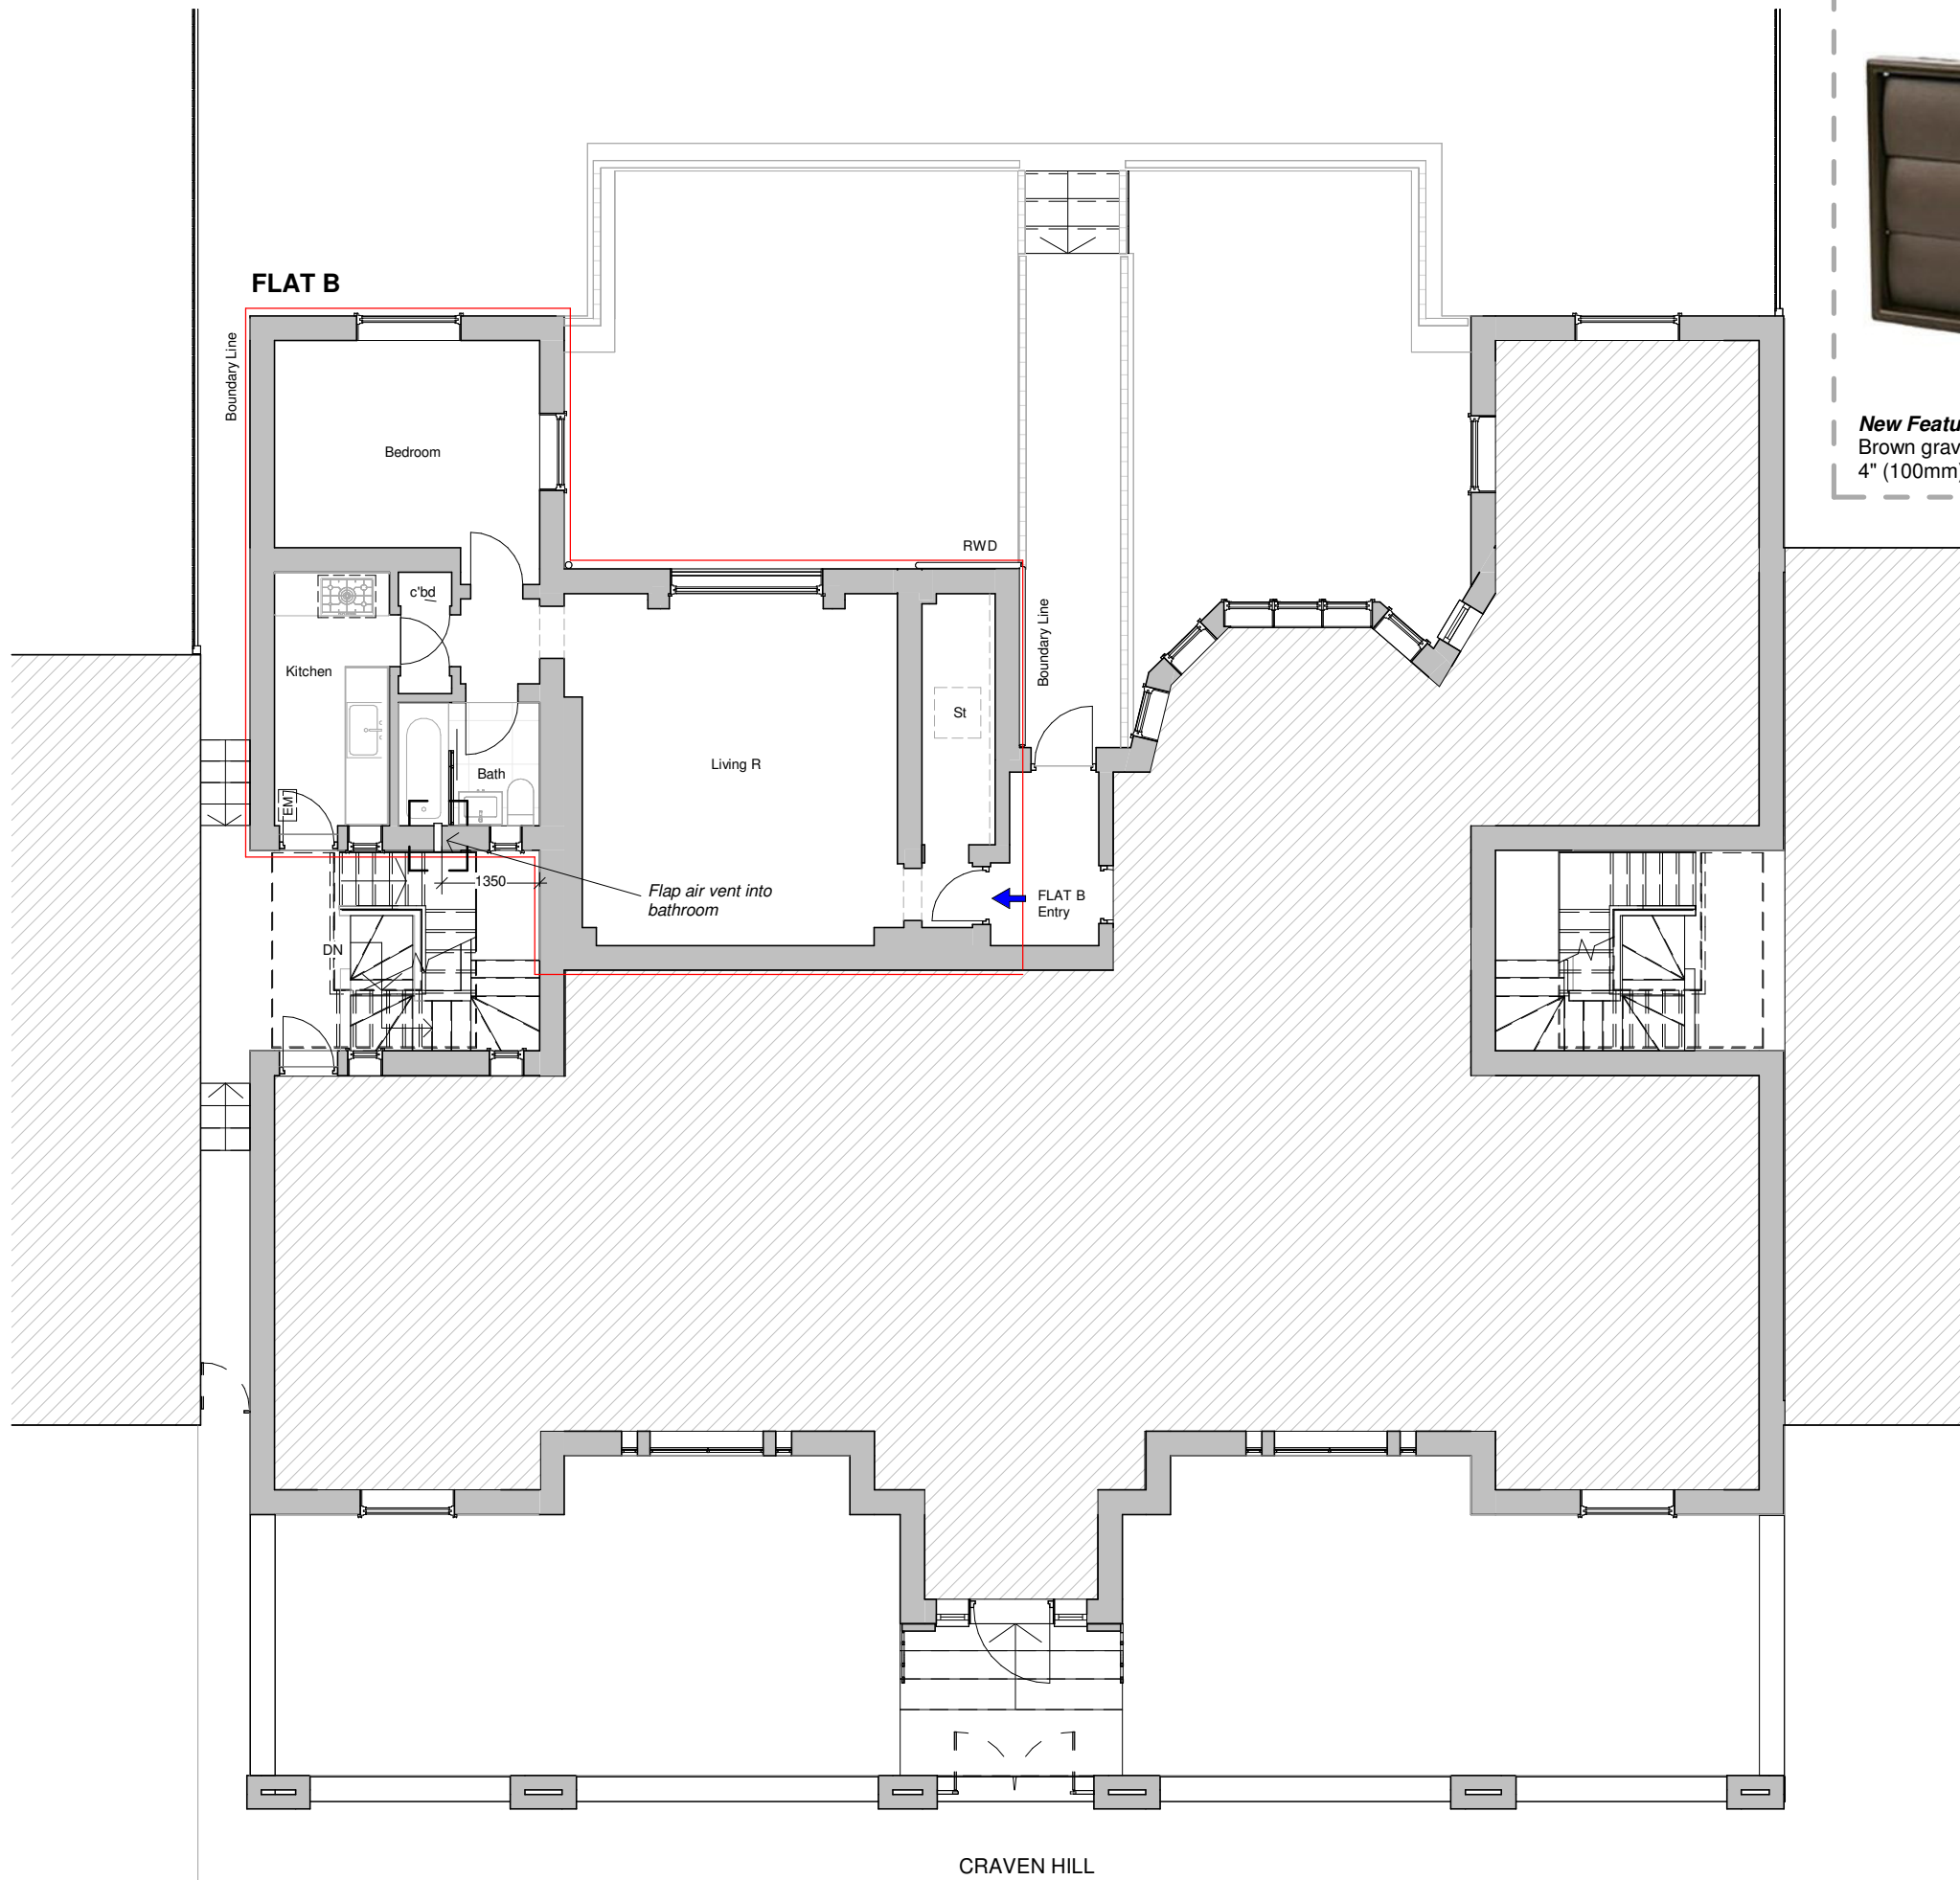 FLAT B
Boundary Line
Bedroom
New Featu
Brown grav
4" (100mm)
RWD
c'bd
Boundary Line
Kitchen
St
Living R
Bath
EM
1350
Flap air vent into
bathroom
FLAT B
Entry
DN
CRAVEN HILL